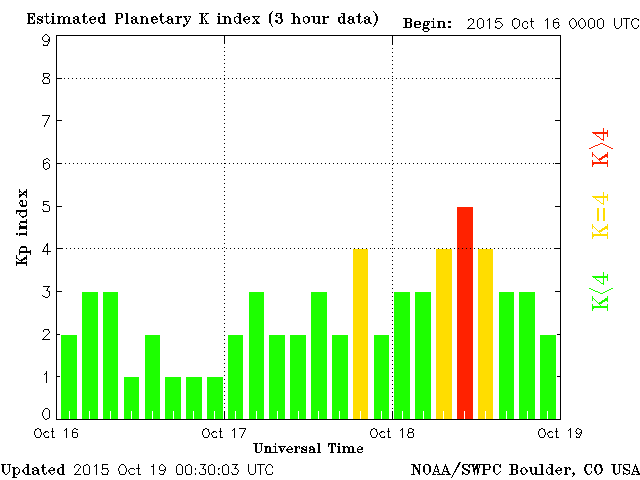 Estimated Planetary K index (3 hour data)
Begin: 2015 Oct 16 0000 UTC
9
8
7
6
5
4
3
2
1
0
Kp index
K>4
K=4
K<4
Oct 16
Oct 17
Oct 18
Oct 19
Universal Time
Updated 2015 Oct 19 00:30:03 UTC
NOAA/SWPC Boulder, CO USA